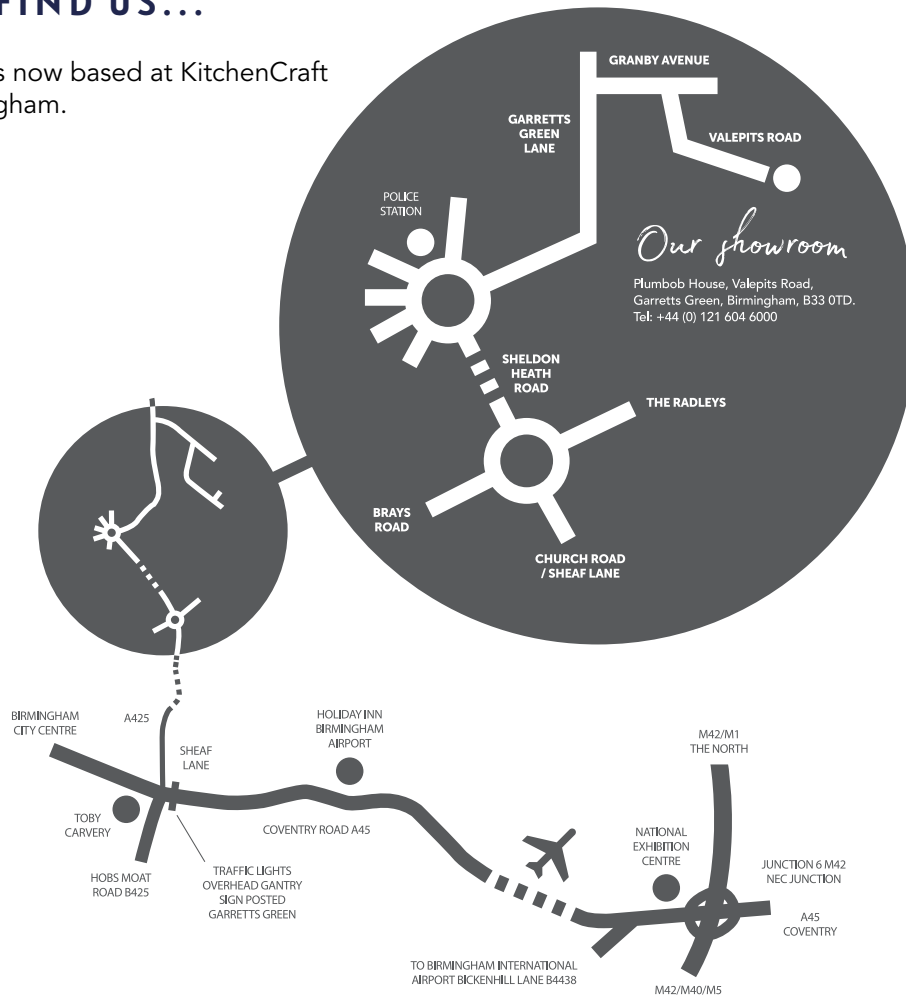 FIND US...
s now based at KitchenCraft
gham.
GRANBY AVENUE
GARRETTS
GREEN
LANE
VALEPITS ROAD
POLICE
STATION
Our showroom
Plumbob House, Valepits Road,
Garretts Green, Birmingham, B33 0TD.
Tel: +44 (0) 121 604 6000
SHELDON
HEATH
ROAD
THE RADLEYS
BRAYS
ROAD
CHURCH ROAD
/ SHEAF LANE
BIRMINGHAM
CITY CENTRE
A425
HOLIDAY INN
BIRMINGHAM
AIRPORT
SHEAF
LANE
M42/M1
THE NORTH
TOBY
CARVERY
COVENTRY ROAD A45
NATIONAL
EXHIBITION
CENTRE
HOBS MOAT
ROAD B425
TRAFFIC LIGHTS
OVERHEAD GANTRY
SIGN POSTED
GARRETTS GREEN
JUNCTION 6 M42
NEC JUNCTION
A45
COVENTRY
TO BIRMINGHAM INTERNATIONAL
AIRPORT BICKENHILL LANE B4438
M42/M40/M5